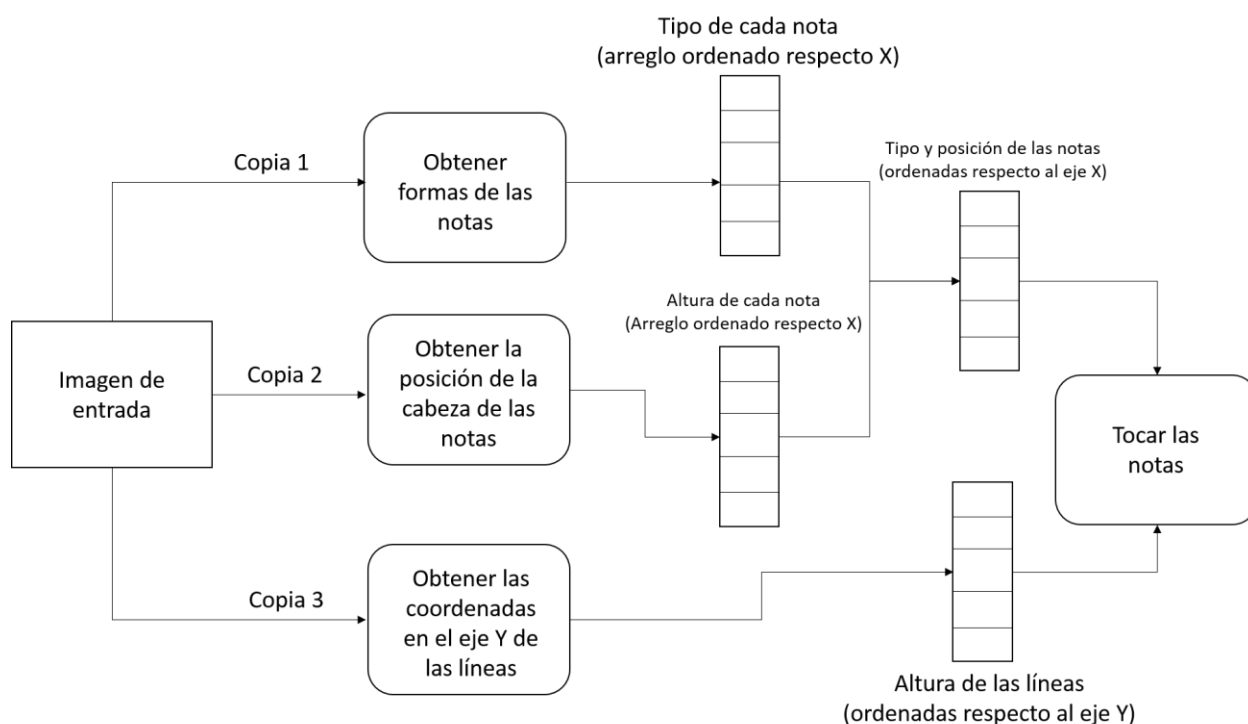 Tipo de cada nota
(arreglo ordenado respecto X)
Copia 1
Obtener
formas de las
notas
Tipo y posición de las notas
(ordenadas respecto al eje X)
Altura de cada nota
(Arreglo ordenado respecto X)
Imagen de
entrada
Copia 2
Obtener la
posición de la
cabeza de las
notas
Tocar las
notas
Copia 3
Obtener las
coordenadas
en el eje Y de
las líneas
Altura de las líneas
(ordenadas respecto al eje Y)